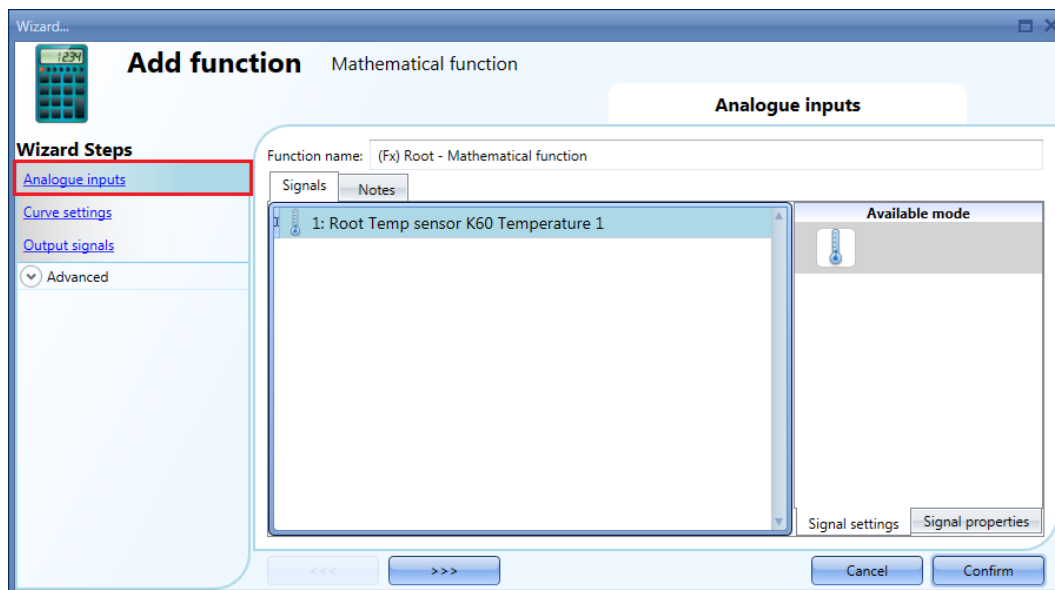 Wizard...
1234
Add function Mathematical function
Analogue inputs
Wizard Steps
Analogue inputs
Curve settings
Output signals
Advanced
Function name: (Fx) Root - Mathematical function
Signals Notes
1: Root Temp sensor K60 Temperature 1
Available mode
Signal settings Signal properties
<<< >>> Cancel Confirm